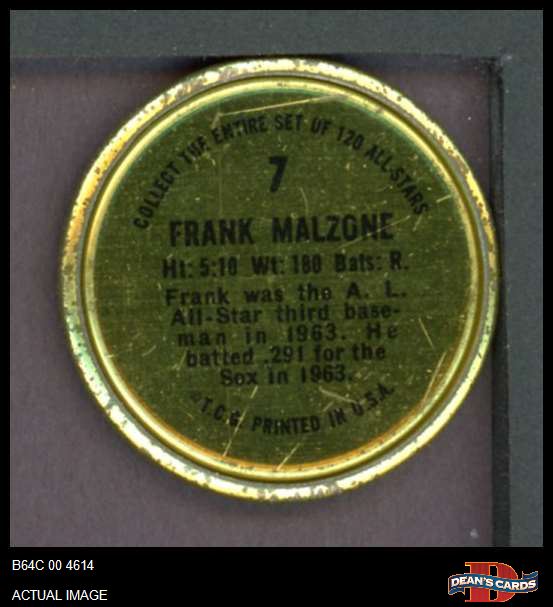 COLLECT THE ENTIRE SET OF 120 ALL-STARS
7
FRANK MALZONE
Ht: 5:10 Wt: 180 Bats: R.
Frank was the A. L.
All-Star third base-
man in 1963. He
batted .291 for the
Sox in 1963.
©T.C.G. PRINTED IN U.S.A.
B64C 00 4614
ACTUAL IMAGE
D
DEAN'S CARDS